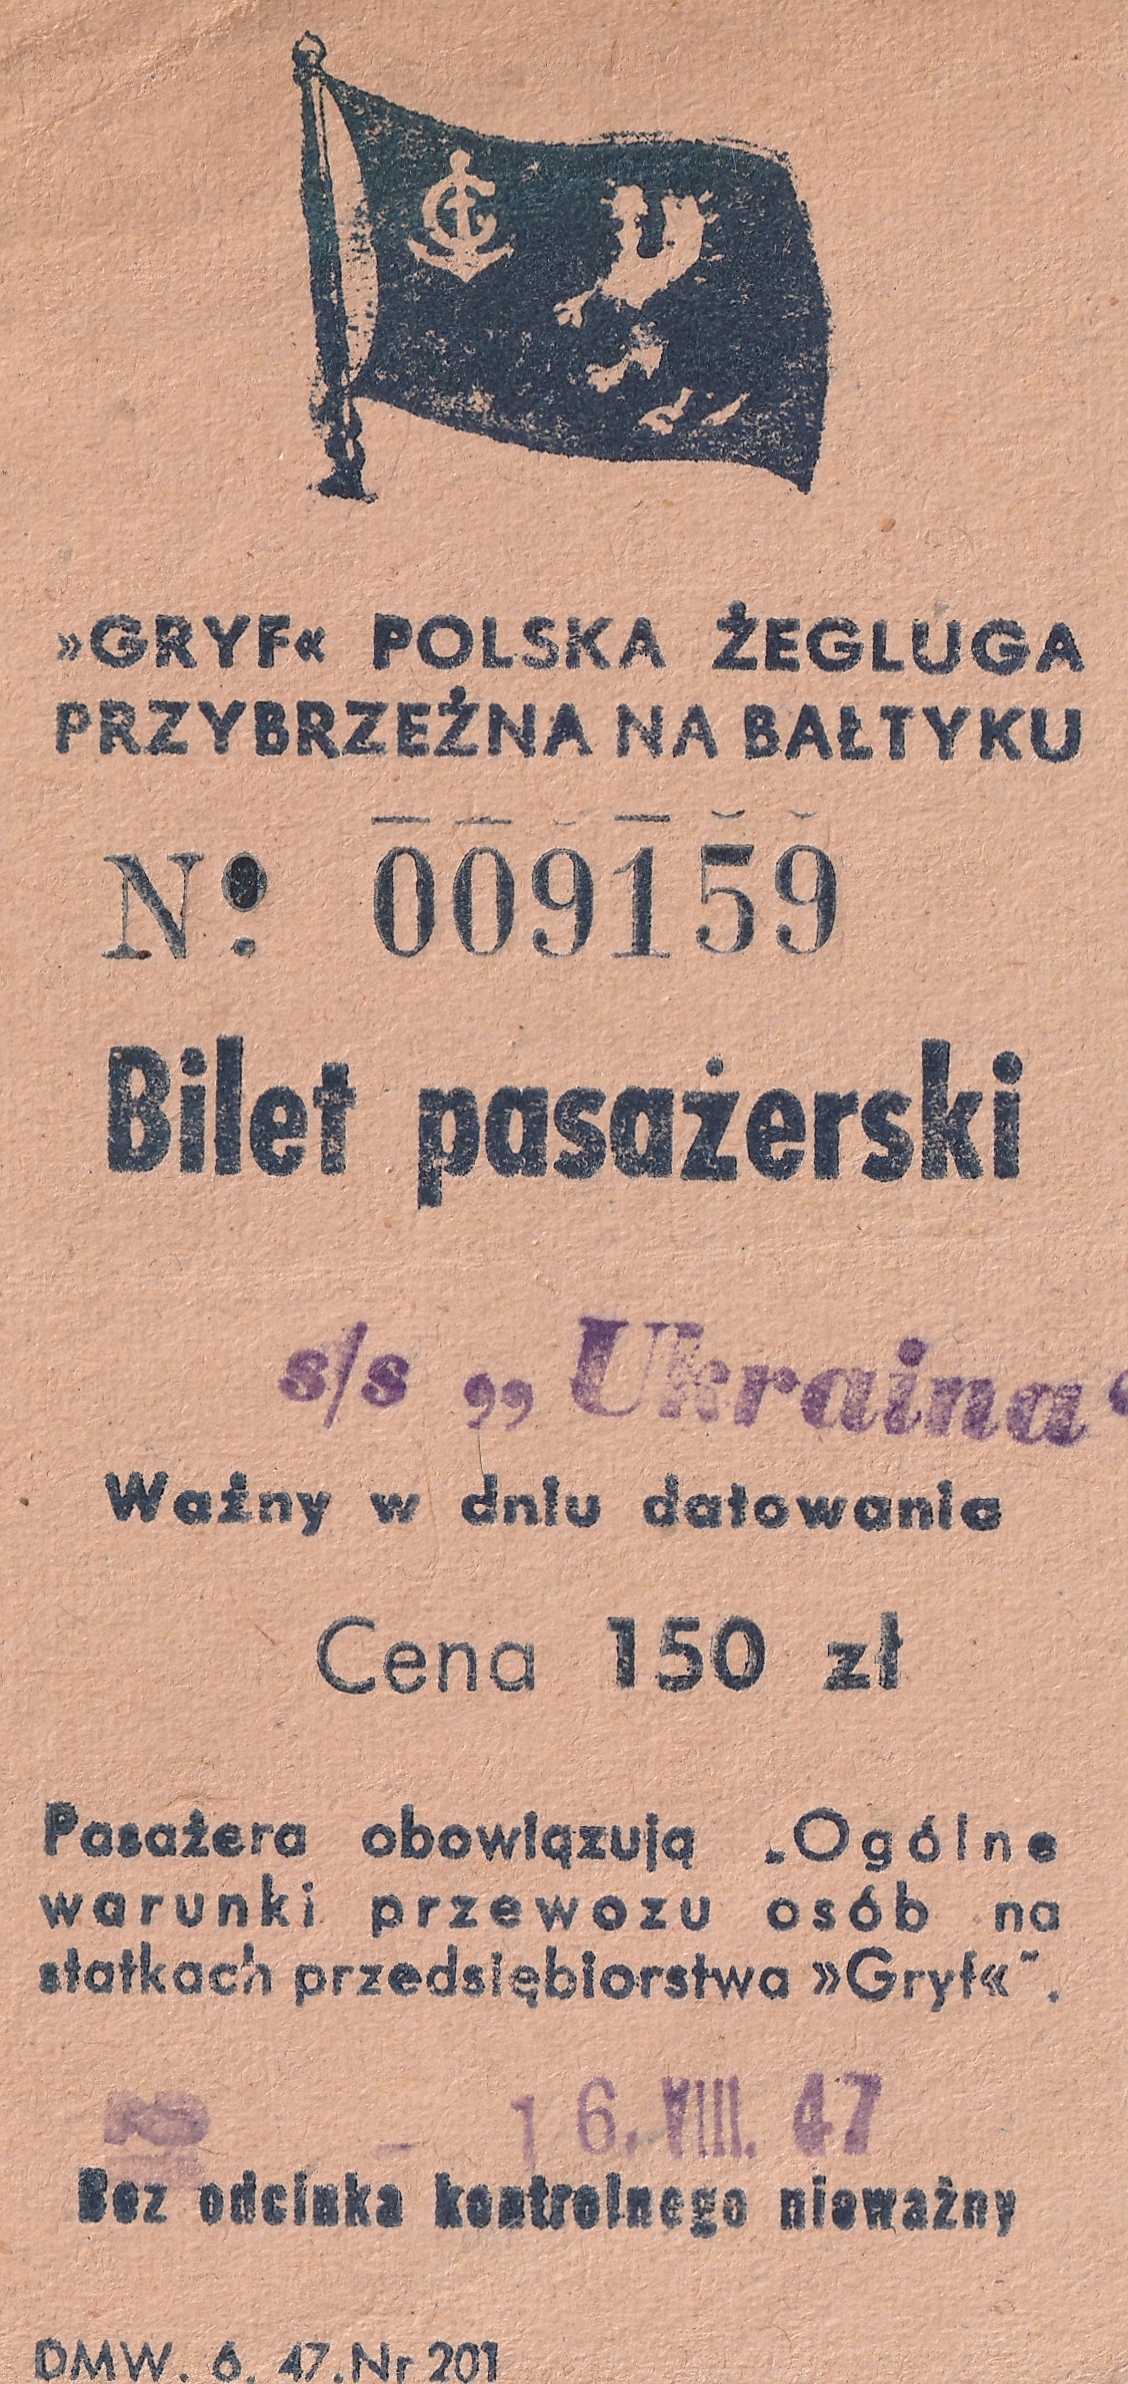 »GRYF« POLSKA ŻEGLUGA
PRZYBRZEŻNA NA BAŁTYKU
Nº 009159
Bilet pasażerski
s/s „Ukraina“
Ważny w dniu datowania
Cena 150 zł
Pasażera obowiązują „Ogólne
warunki przewozu osób na
statkach przedsiębiorstwa »Gryf«”.
- 16. VIII. 47
Bez odcinka kontrolnego nieważny
DMW. 6. 47. Nr 201